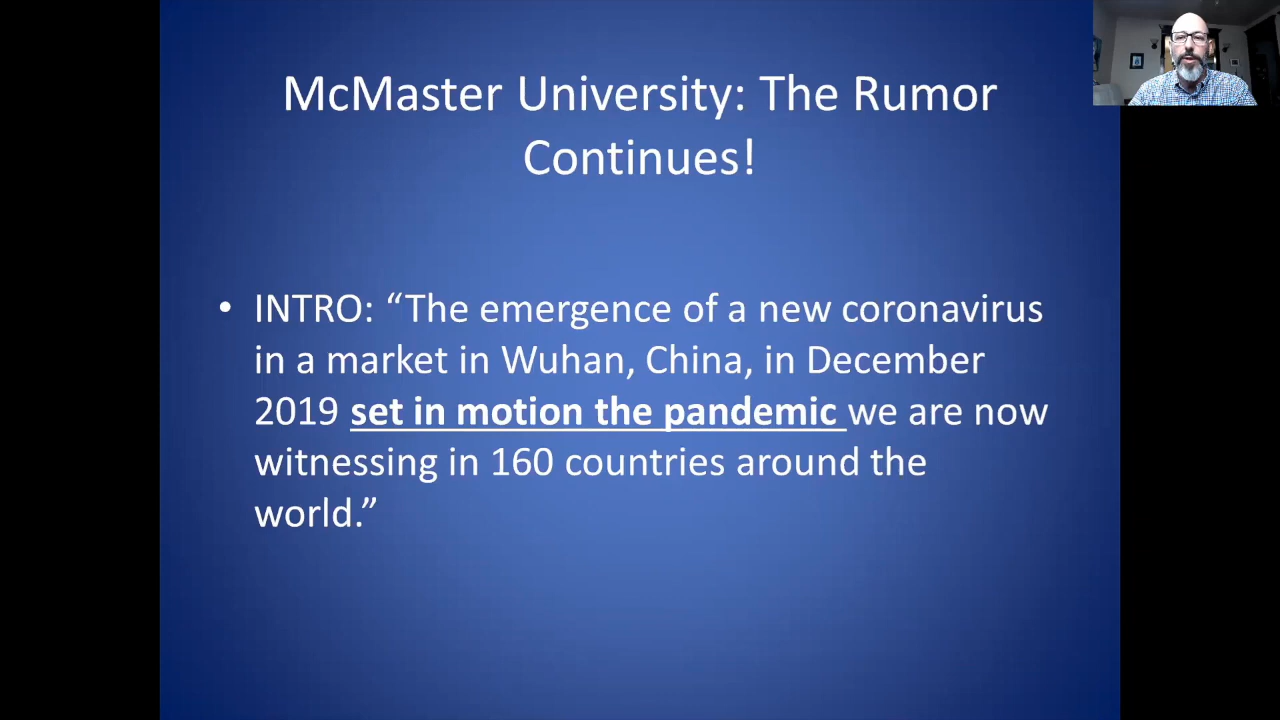 McMaster University: The Rumor
Continues!
• INTRO: “The emergence of a new coronavirus
in a market in Wuhan, China, in December
2019 set in motion the pandemic we are now
witnessing in 160 countries around the
world.”